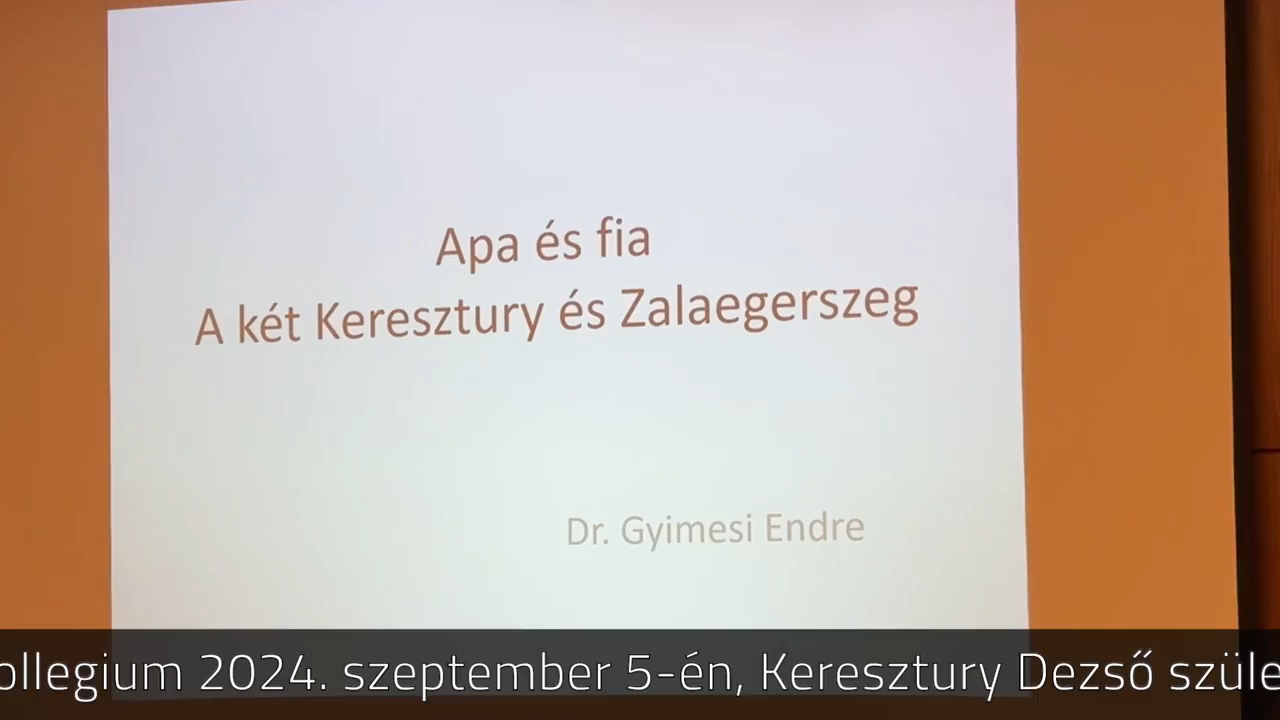 Apa és fia
A két Keresztury és Zalaegerszeg
Dr. Gyimesi Endre
ollegium 2024. szeptember 5-én, Keresztury Dezső szüle